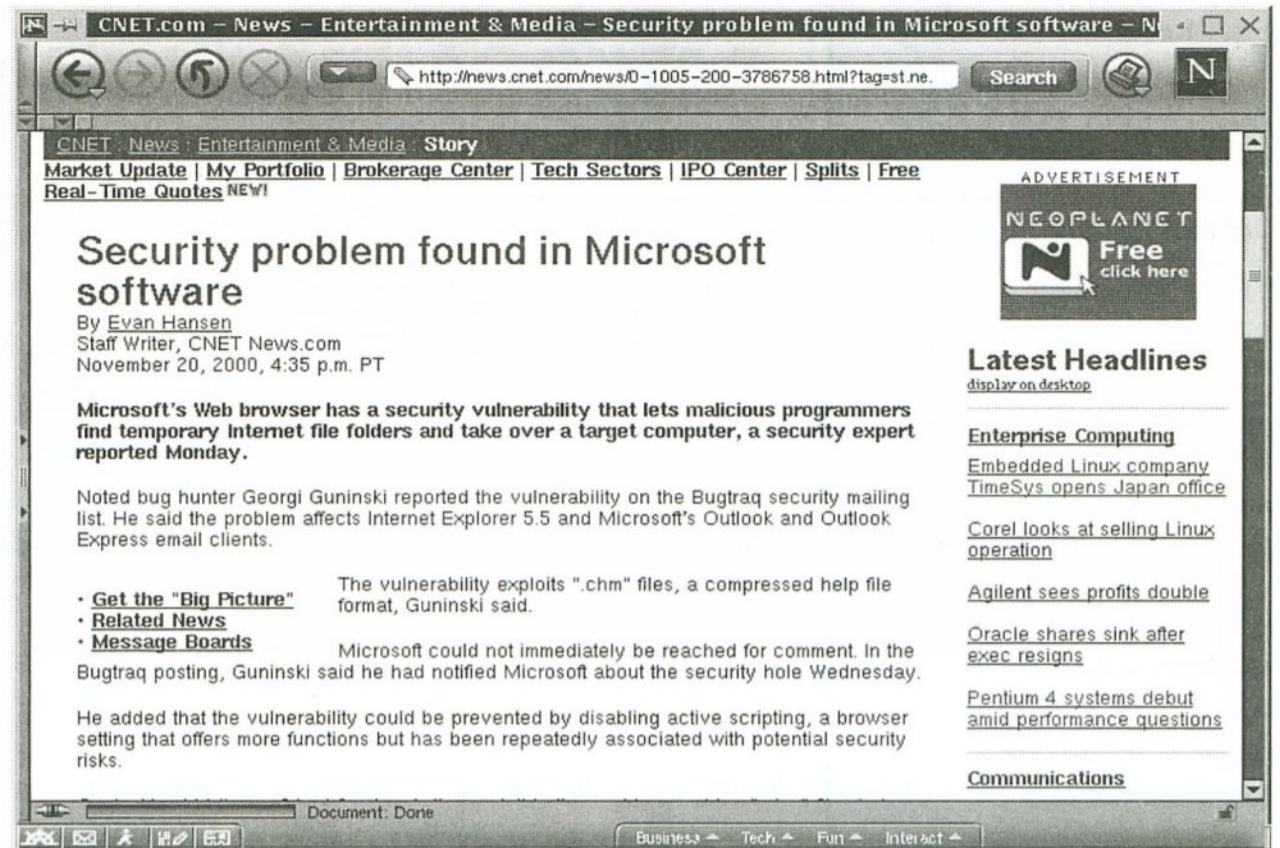 CNET.com – News – Entertainment & Media – Security problem found in Microsoft software – N
http://news.cnet.com/news/0-1005-200-3786758.html?tag=st.ne.
Search
N
CNET : News : Entertainment & Media : Story
Market Update | My Portfolio | Brokerage Center | Tech Sectors | IPO Center | Splits | Free
Real-Time Quotes NEW!
Security problem found in Microsoft
software
By Evan Hansen
Staff Writer, CNET News.com
November 20, 2000, 4:35 p.m. PT
Microsoft's Web browser has a security vulnerability that lets malicious programmers
find temporary Internet file folders and take over a target computer, a security expert
reported Monday.
Noted bug hunter Georgi Guninski reported the vulnerability on the Bugtraq security mailing
list. He said the problem affects Internet Explorer 5.5 and Microsoft's Outlook and Outlook
Express email clients.
· Get the "Big Picture"
· Related News
· Message Boards
The vulnerability exploits ".chm" files, a compressed help file
format, Guninski said.
Microsoft could not immediately be reached for comment. In the
Bugtraq posting, Guninski said he had notified Microsoft about the security hole Wednesday.
He added that the vulnerability could be prevented by disabling active scripting, a browser
setting that offers more functions but has been repeatedly associated with potential security
risks.
ADVERTISEMENT
NEOPLANET
Free
click here
Latest Headlines
display on desktop
Enterprise Computing
Embedded Linux company
TimeSys opens Japan office
Corel looks at selling Linux
operation
Agilent sees profits double
Oracle shares sink after
exec resigns
Pentium 4 systems debut
amid performance questions
Communications
Document: Done
Business Tech Fun Interact